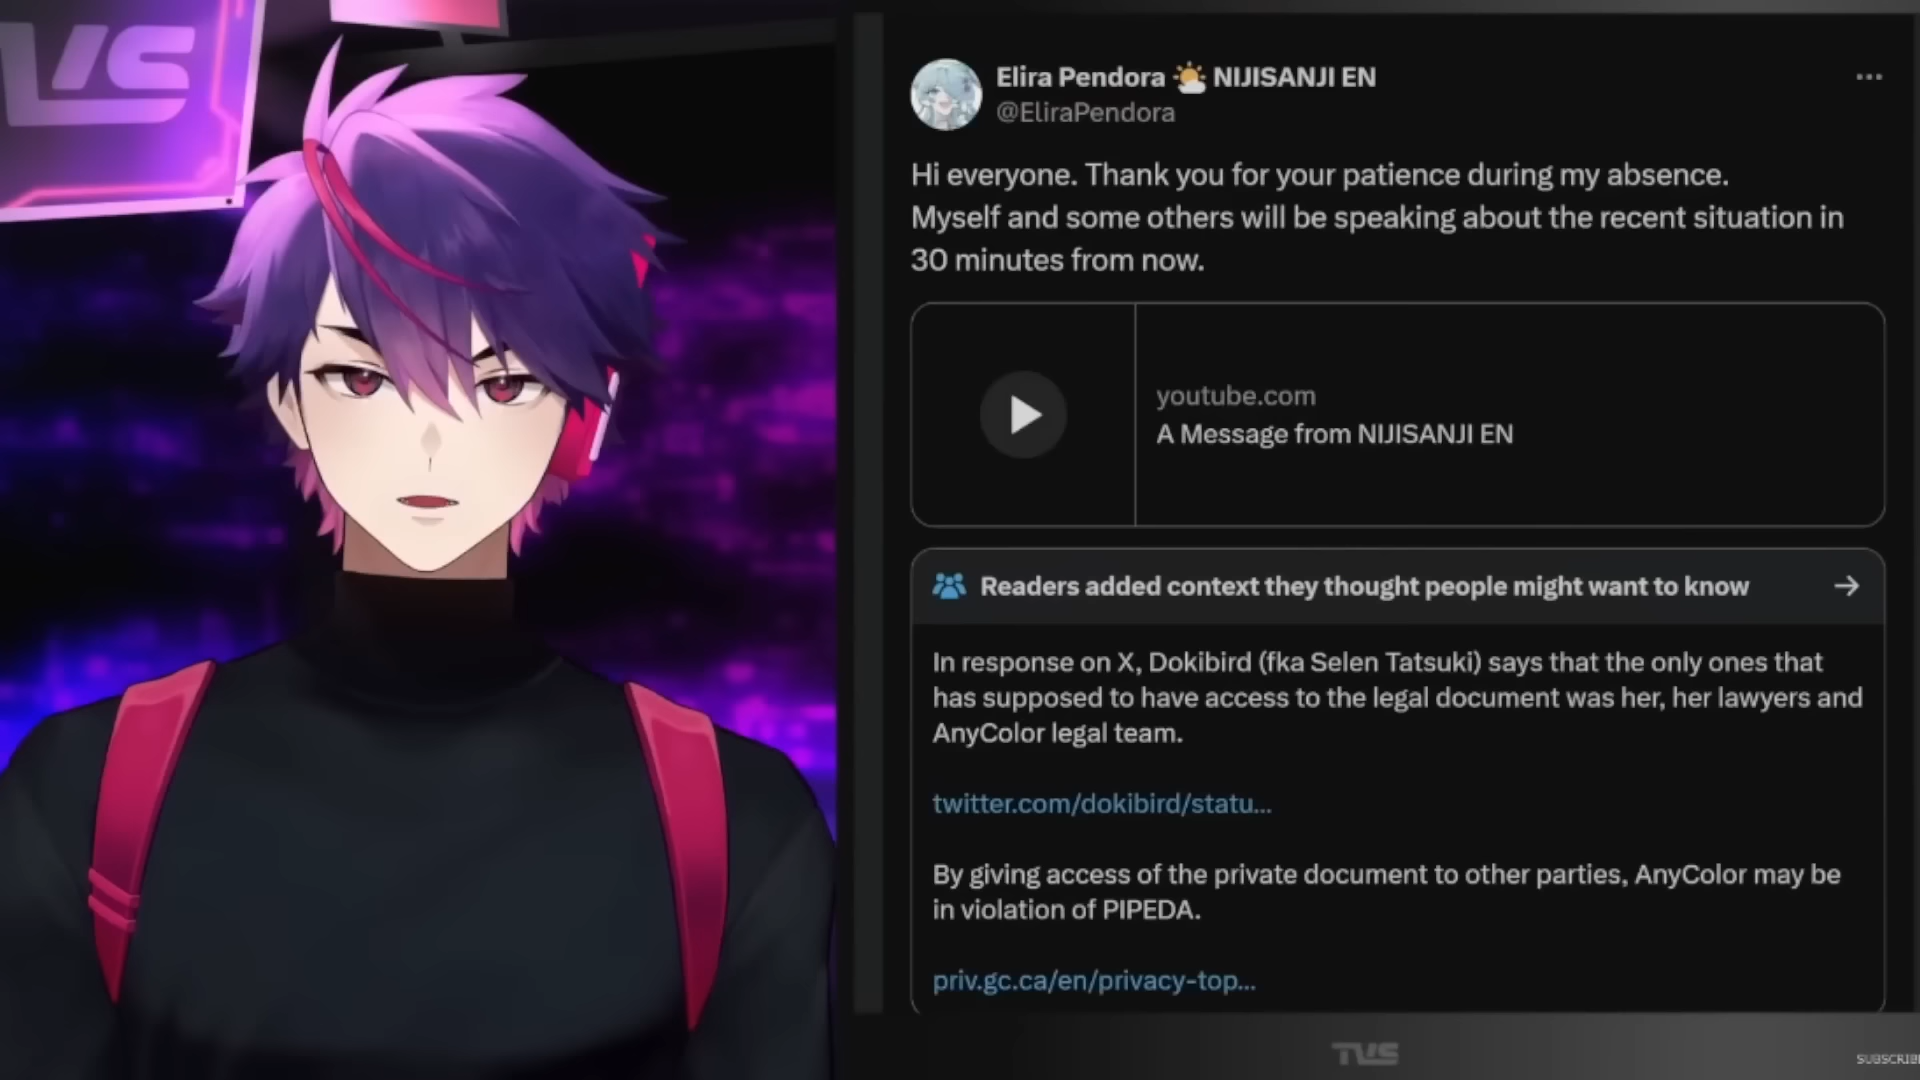 VS
Elira Pendora 🌤️ NIJISANJI EN
@EliraPendora
Hi everyone. Thank you for your patience during my absence.
Myself and some others will be speaking about the recent situation in
30 minutes from now.
youtube.com
A Message from NIJISANJI EN
Readers added context they thought people might want to know
In response on X, Dokibird (fka Selen Tatsuki) says that the only ones that
has supposed to have access to the legal document was her, her lawyers and
AnyColor legal team.
twitter.com/dokibird/statu...
By giving access of the private document to other parties, AnyColor may be
in violation of PIPEDA.
priv.gc.ca/en/privacy-top...
TVS
SUBSCRIBE